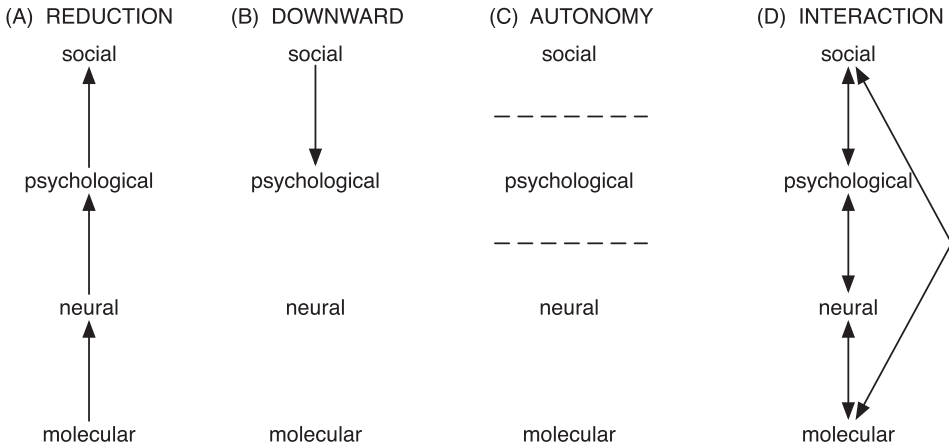 (A) REDUCTION (B) DOWNWARD (C) AUTONOMY (D) INTERACTION
social social social social
psychological psychological psychological psychological
neural neural neural neural
molecular molecular molecular molecular